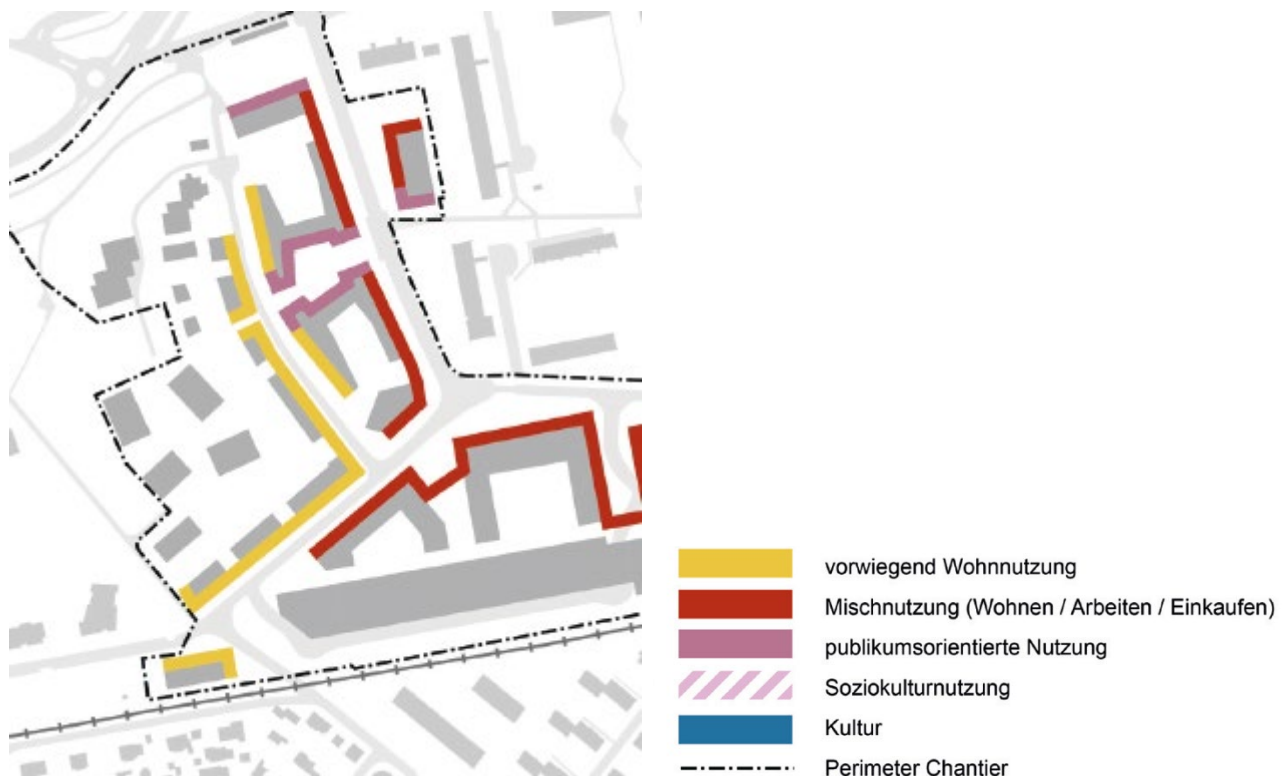 vorwiegend Wohnnutzung
Mischnutzung (Wohnen / Arbeiten / Einkaufen)
publikumsorientierte Nutzung
Soziokulturnutzung
Kultur
Perimeter Chantier